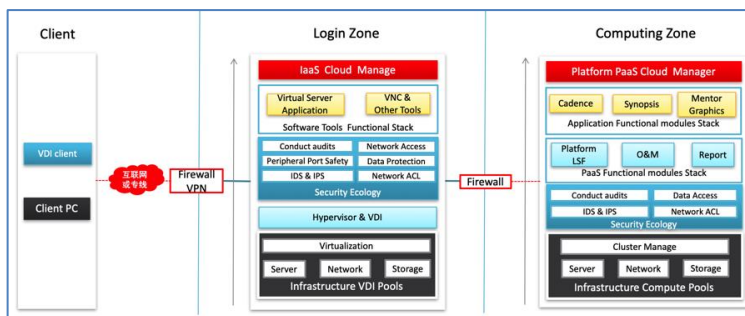 Client
Login Zone
Computing Zone
VDI client
Client PC
互联网
或专线
Firewall
VPN
IaaS Cloud Manage
Virtual Server
Application
VNC &
Other Tools
Software Tools Functional Stack
Conduct audits
Network Access
Peripheral Port Safety
Data Protection
IDS & IPS
Network ACL
Security Ecology
Hypervisor & VDI
Virtualization
Server
Network
Storage
Infrastructure VDI Pools
Firewall
Platform PaaS Cloud Manager
Cadence
Synopsis
Mentor
Graphics
Application Functional modules Stack
Platform
LSF
O&M
Report
PaaS Functional modules Stack
Conduct audits
Data Access
IDS & IPS
Network ACL
Security Ecology
Cluster Manage
Server
Network
Storage
Infrastructure Compute Pools